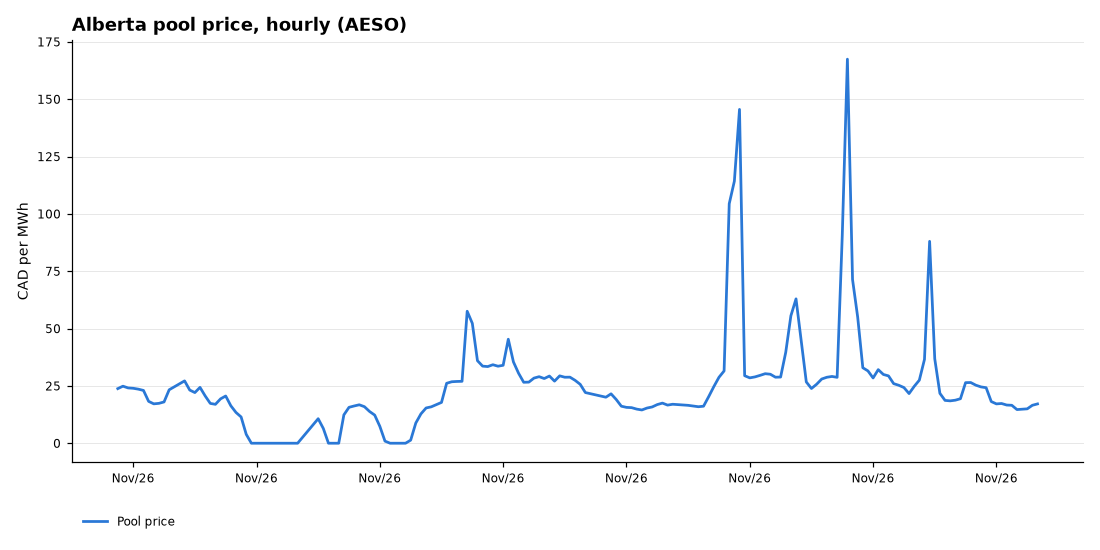 Alberta pool price, hourly (AESO)
CAD per MWh
175
150
125
100
75
50
25
0
Nov/26 Nov/26 Nov/26 Nov/26 Nov/26 Nov/26 Nov/26 Nov/26
Pool price